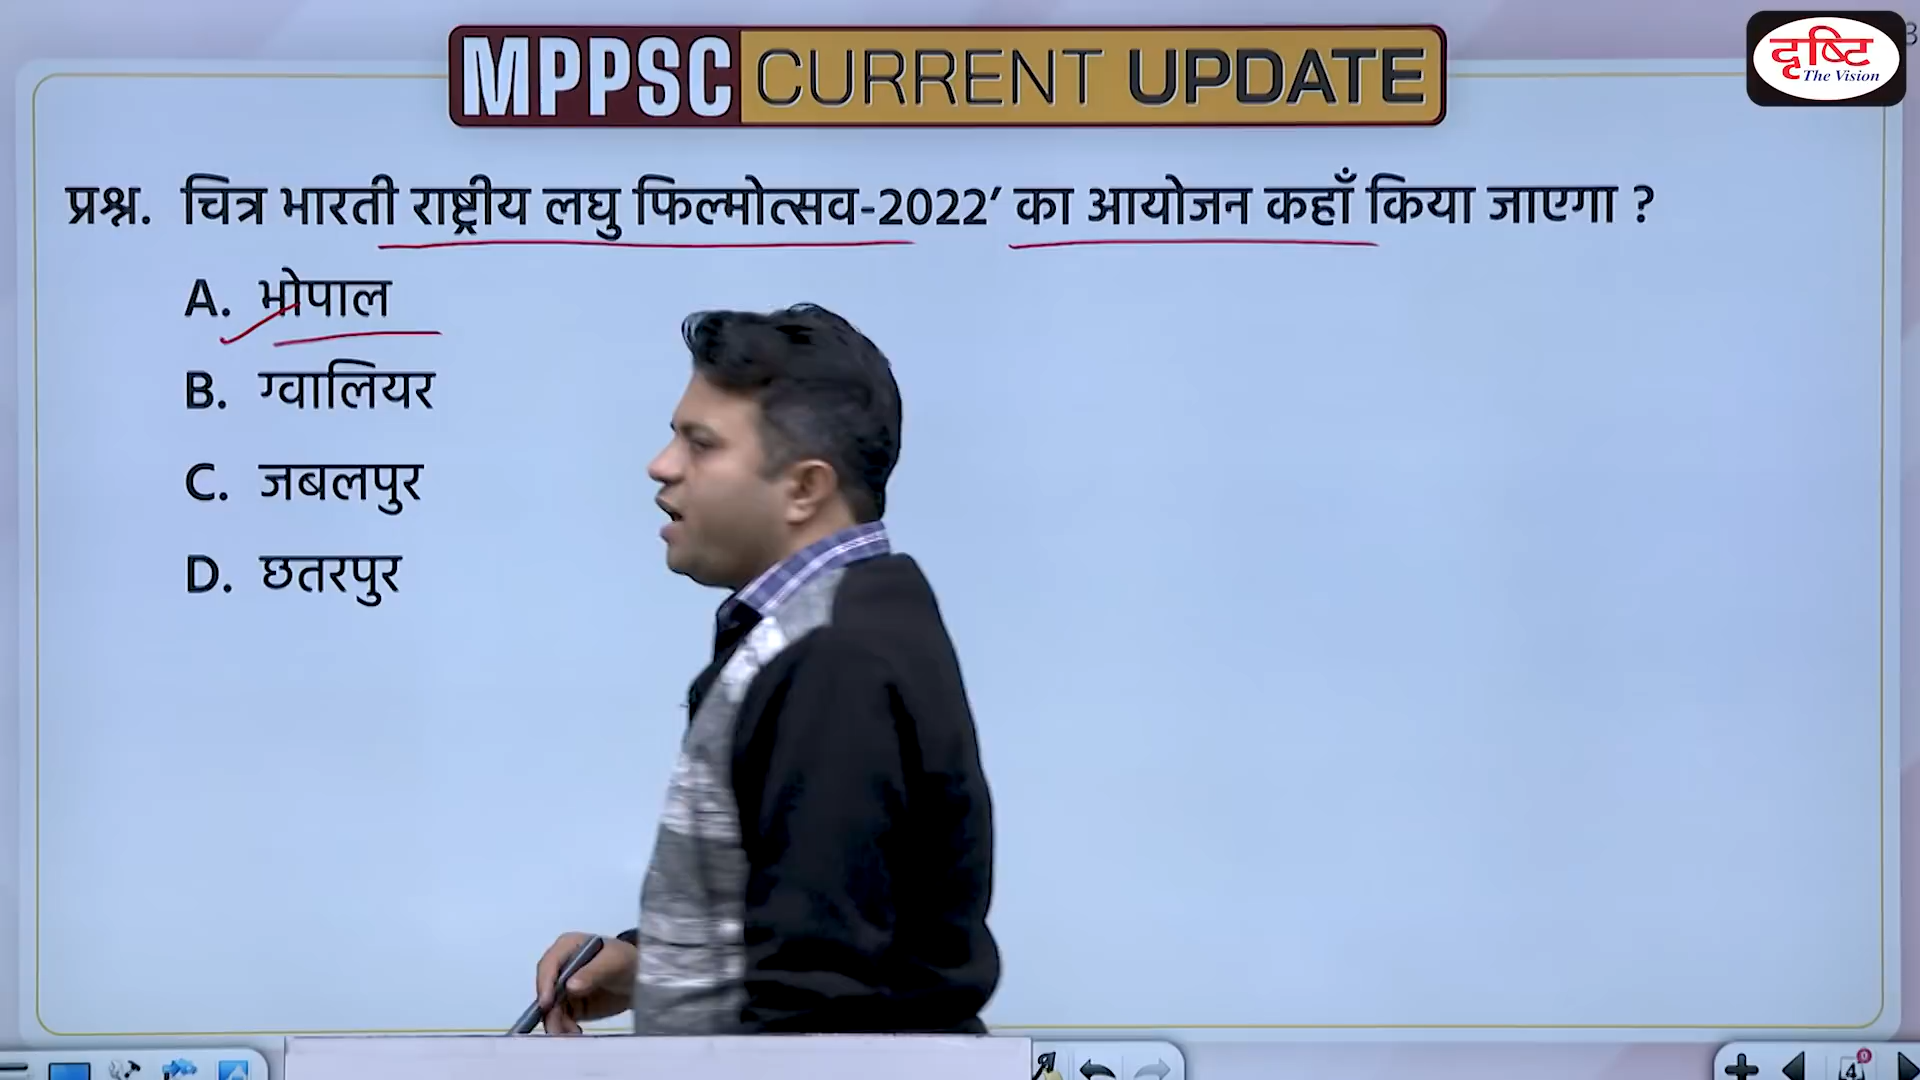 MPPSC CURRENT UPDATE
दृष्टि
The Vision
प्रश्न. चित्र भारती राष्ट्रीय लघु फिल्मोत्सव-2022’ का आयोजन कहाँ किया जाएगा ?
A. भोपाल
B. ग्वालियर
C. जबलपुर
D. छतरपुर